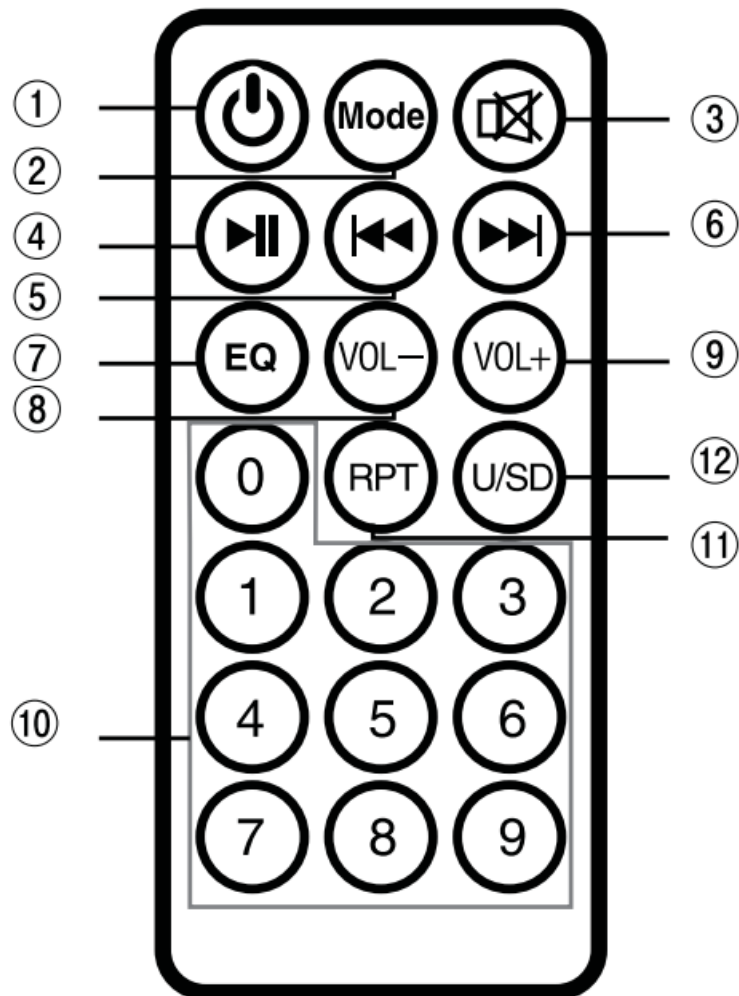 ① Mode ③
②
④ ⑥
⑤
⑦ EQ VOL− VOL+ ⑨
⑧
0 RPT U/SD ⑫
⑪
1 2 3
⑩ 4 5 6
7 8 9